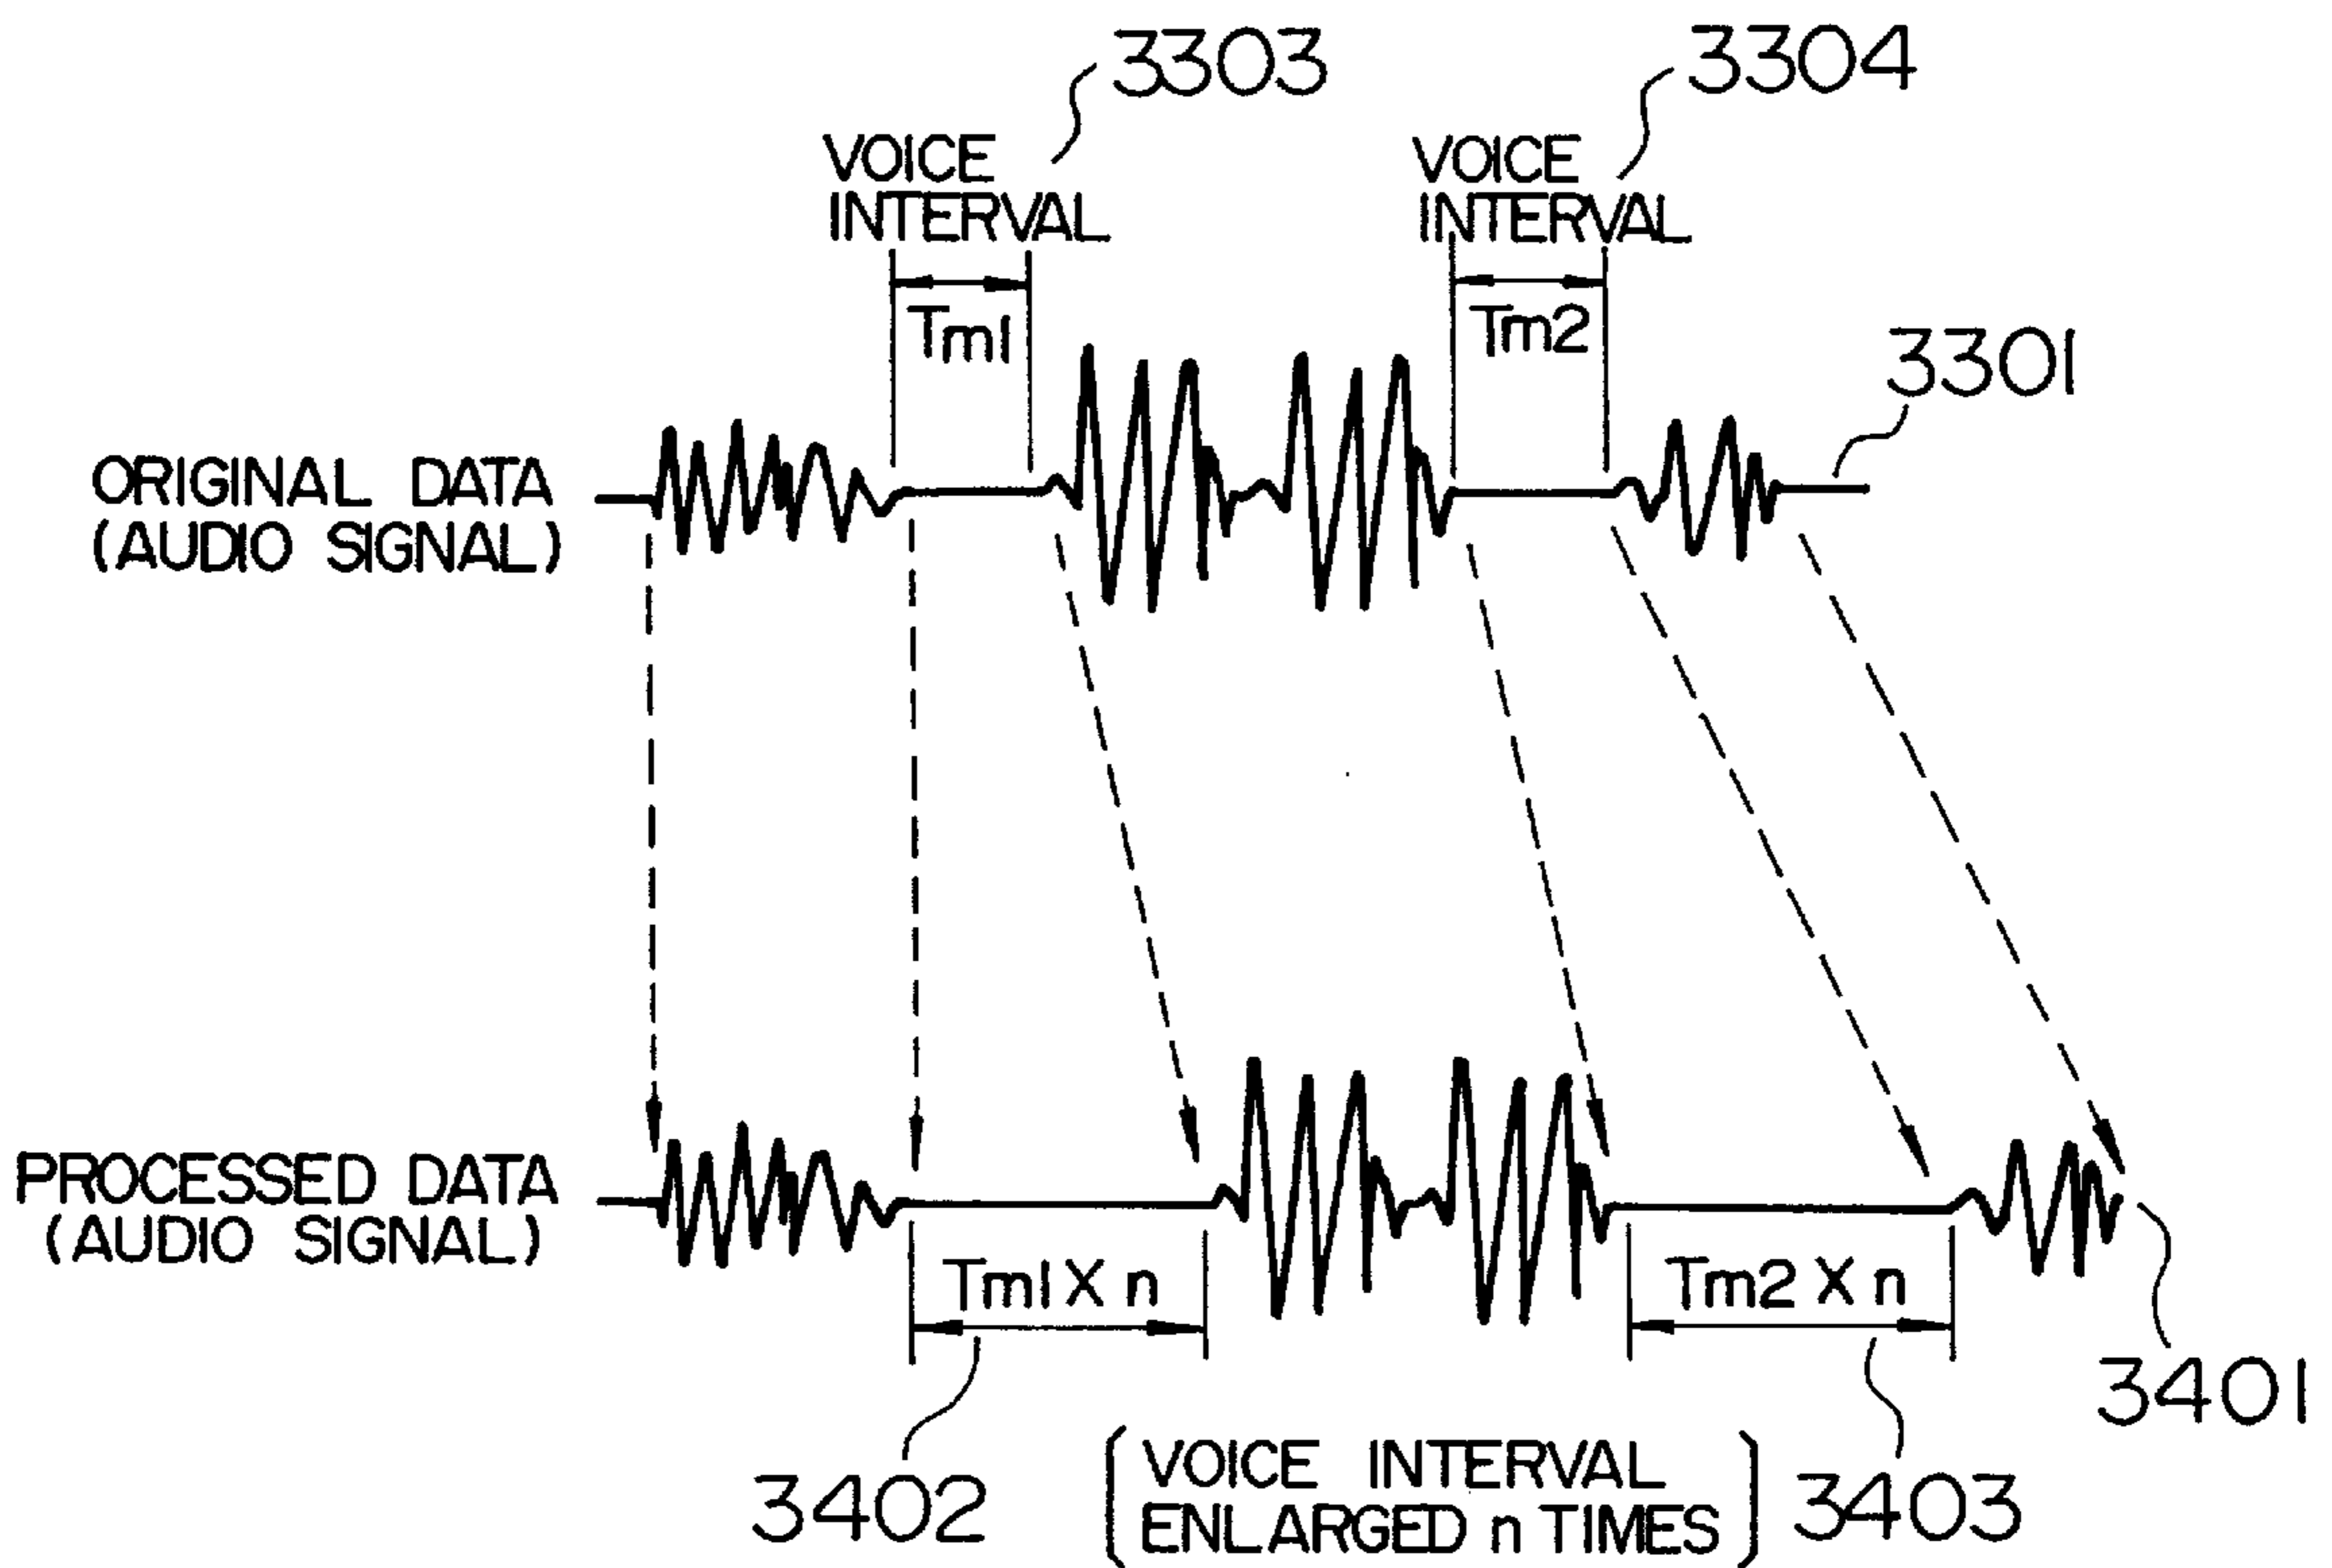 3303
3304
VOICE
INTERVAL
VOICE
INTERVAL
Tm1
Tm2
3301
ORIGINAL DATA
(AUDIO SIGNAL)
PROCESSED DATA
(AUDIO SIGNAL)
Tm1 X n
Tm2 X n
3401
3402
VOICE INTERVAL
ENLARGED n TIMES
3403